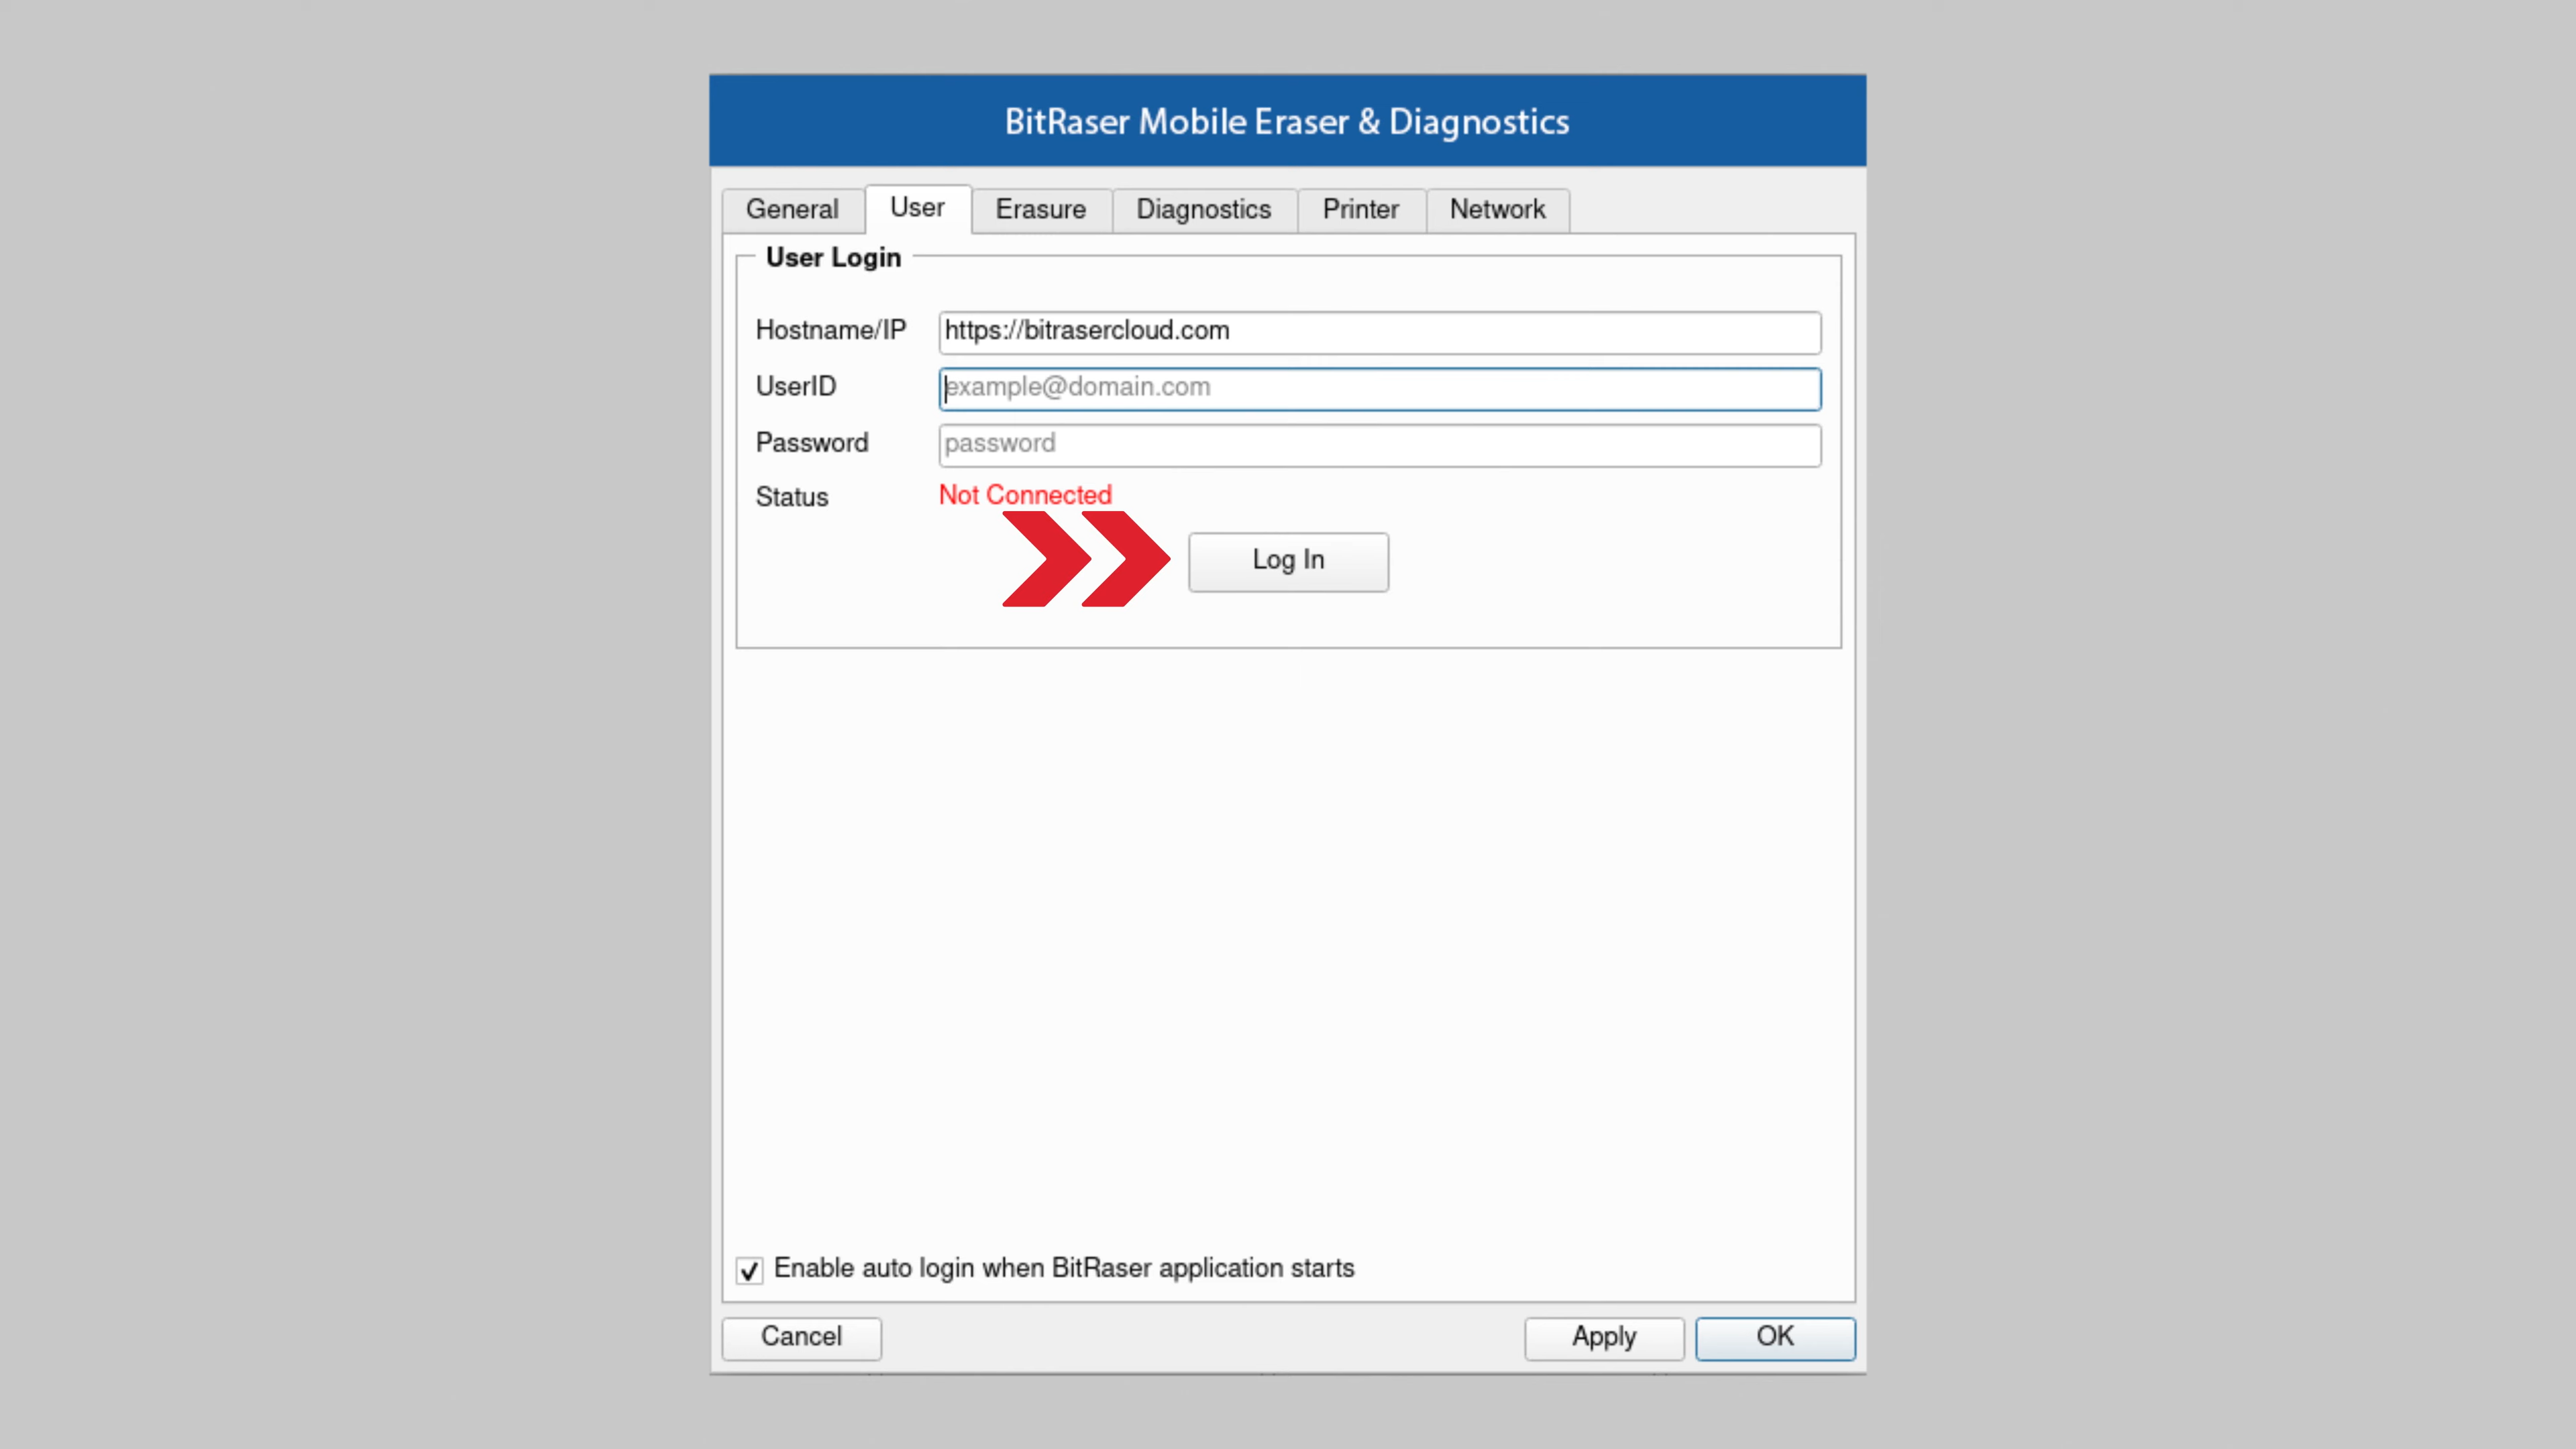 BitRaser Mobile Eraser & Diagnostics
General User Erasure Diagnostics Printer Network
User Login
Hostname/IP https://bitrasercloud.com
UserID example@domain.com
Password password
Status Not Connected
Log In
Enable auto login when BitRaser application starts
Cancel Apply OK